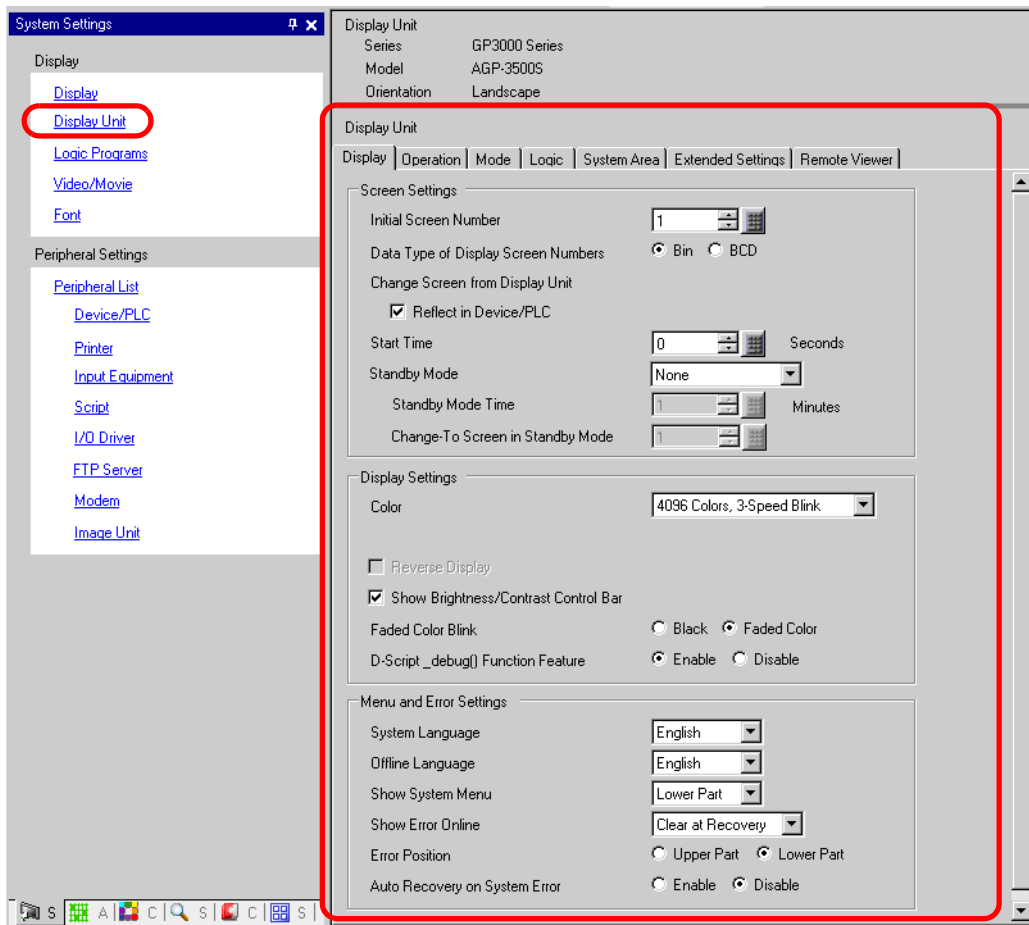 System Settings
Display
Display
Display Unit
Logic Programs
Video/Movie
Font
Peripheral Settings
Peripheral List
Device/PLC
Printer
Input Equipment
Script
I/O Driver
FTP Server
Modem
Image Unit
S A C S C S
Display Unit
Series GP3000 Series
Model AGP-3500S
Orientation Landscape
Display Unit
Display Operation Mode Logic System Area Extended Settings Remote Viewer
Screen Settings
Initial Screen Number 1
Data Type of Display Screen Numbers Bin BCD
Change Screen from Display Unit
Reflect in Device/PLC
Start Time 0 Seconds
Standby Mode None
Standby Mode Time 1 Minutes
Change-To Screen in Standby Mode 1
Display Settings
Color 4096 Colors, 3-Speed Blink
Reverse Display
Show Brightness/Contrast Control Bar
Faded Color Blink Black Faded Color
D-Script _debug() Function Feature Enable Disable
Menu and Error Settings
System Language English
Offline Language English
Show System Menu Lower Part
Show Error Online Clear at Recovery
Error Position Upper Part Lower Part
Auto Recovery on System Error Enable Disable